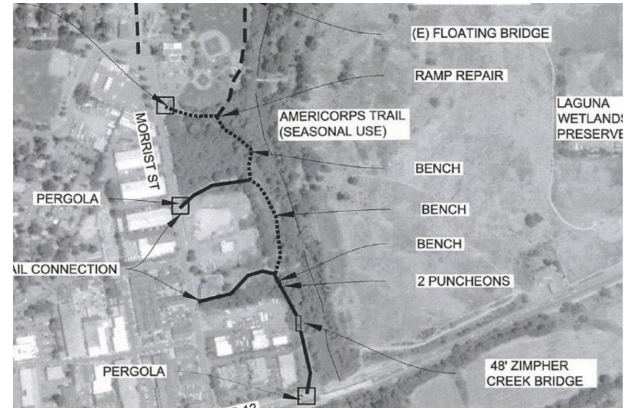 (E) FLOATING BRIDGE
RAMP REPAIR
AMERICORPS TRAIL
(SEASONAL USE)
LAGUNA
WETLANDS
PRESERVE
MORRIST ST
BENCH
PERGOLA
BENCH
BENCH
AIL CONNECTION
2 PUNCHEONS
PERGOLA
48' ZIMPHER
CREEK BRIDGE